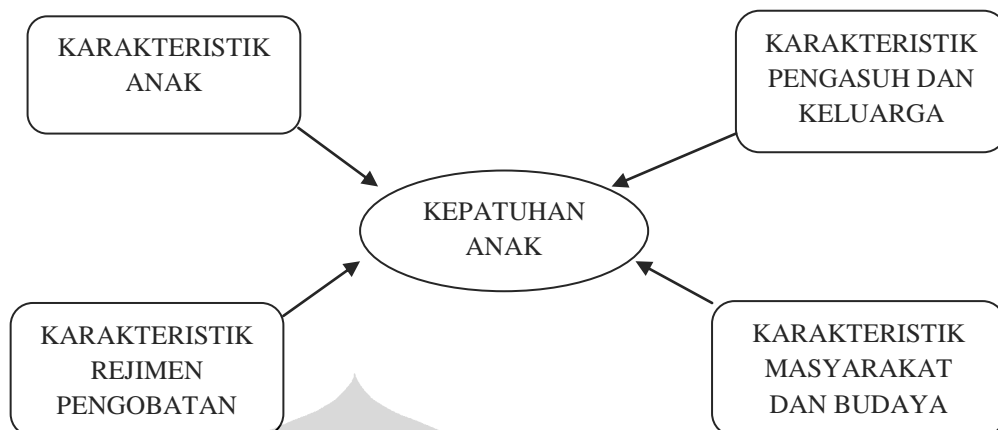 KARAKTERISTIK
ANAK
KARAKTERISTIK
PENGASUH DAN
KELUARGA
KEPATUHAN
ANAK
KARAKTERISTIK
REJIMEN
PENGOBATAN
KARAKTERISTIK
MASYARAKAT
DAN BUDAYA